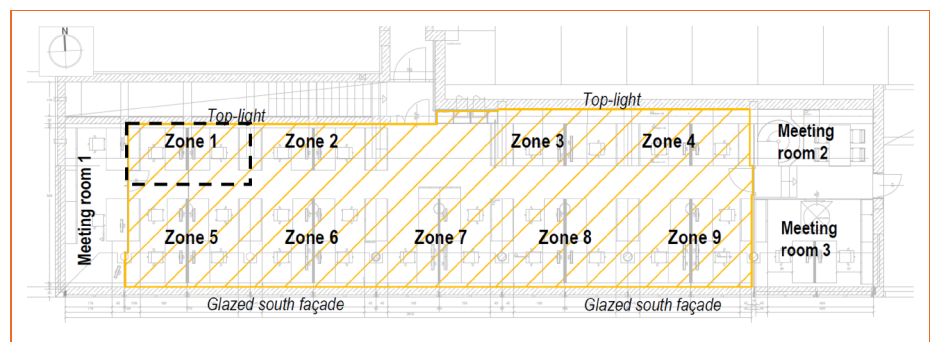 N
Top-light
Top-light
Zone 1
Zone 2
Zone 3
Zone 4
Meeting
room 2
Meeting room 1
Zone 5
Zone 6
Zone 7
Zone 8
Zone 9
Meeting
room 3
Glazed south façade
Glazed south façade